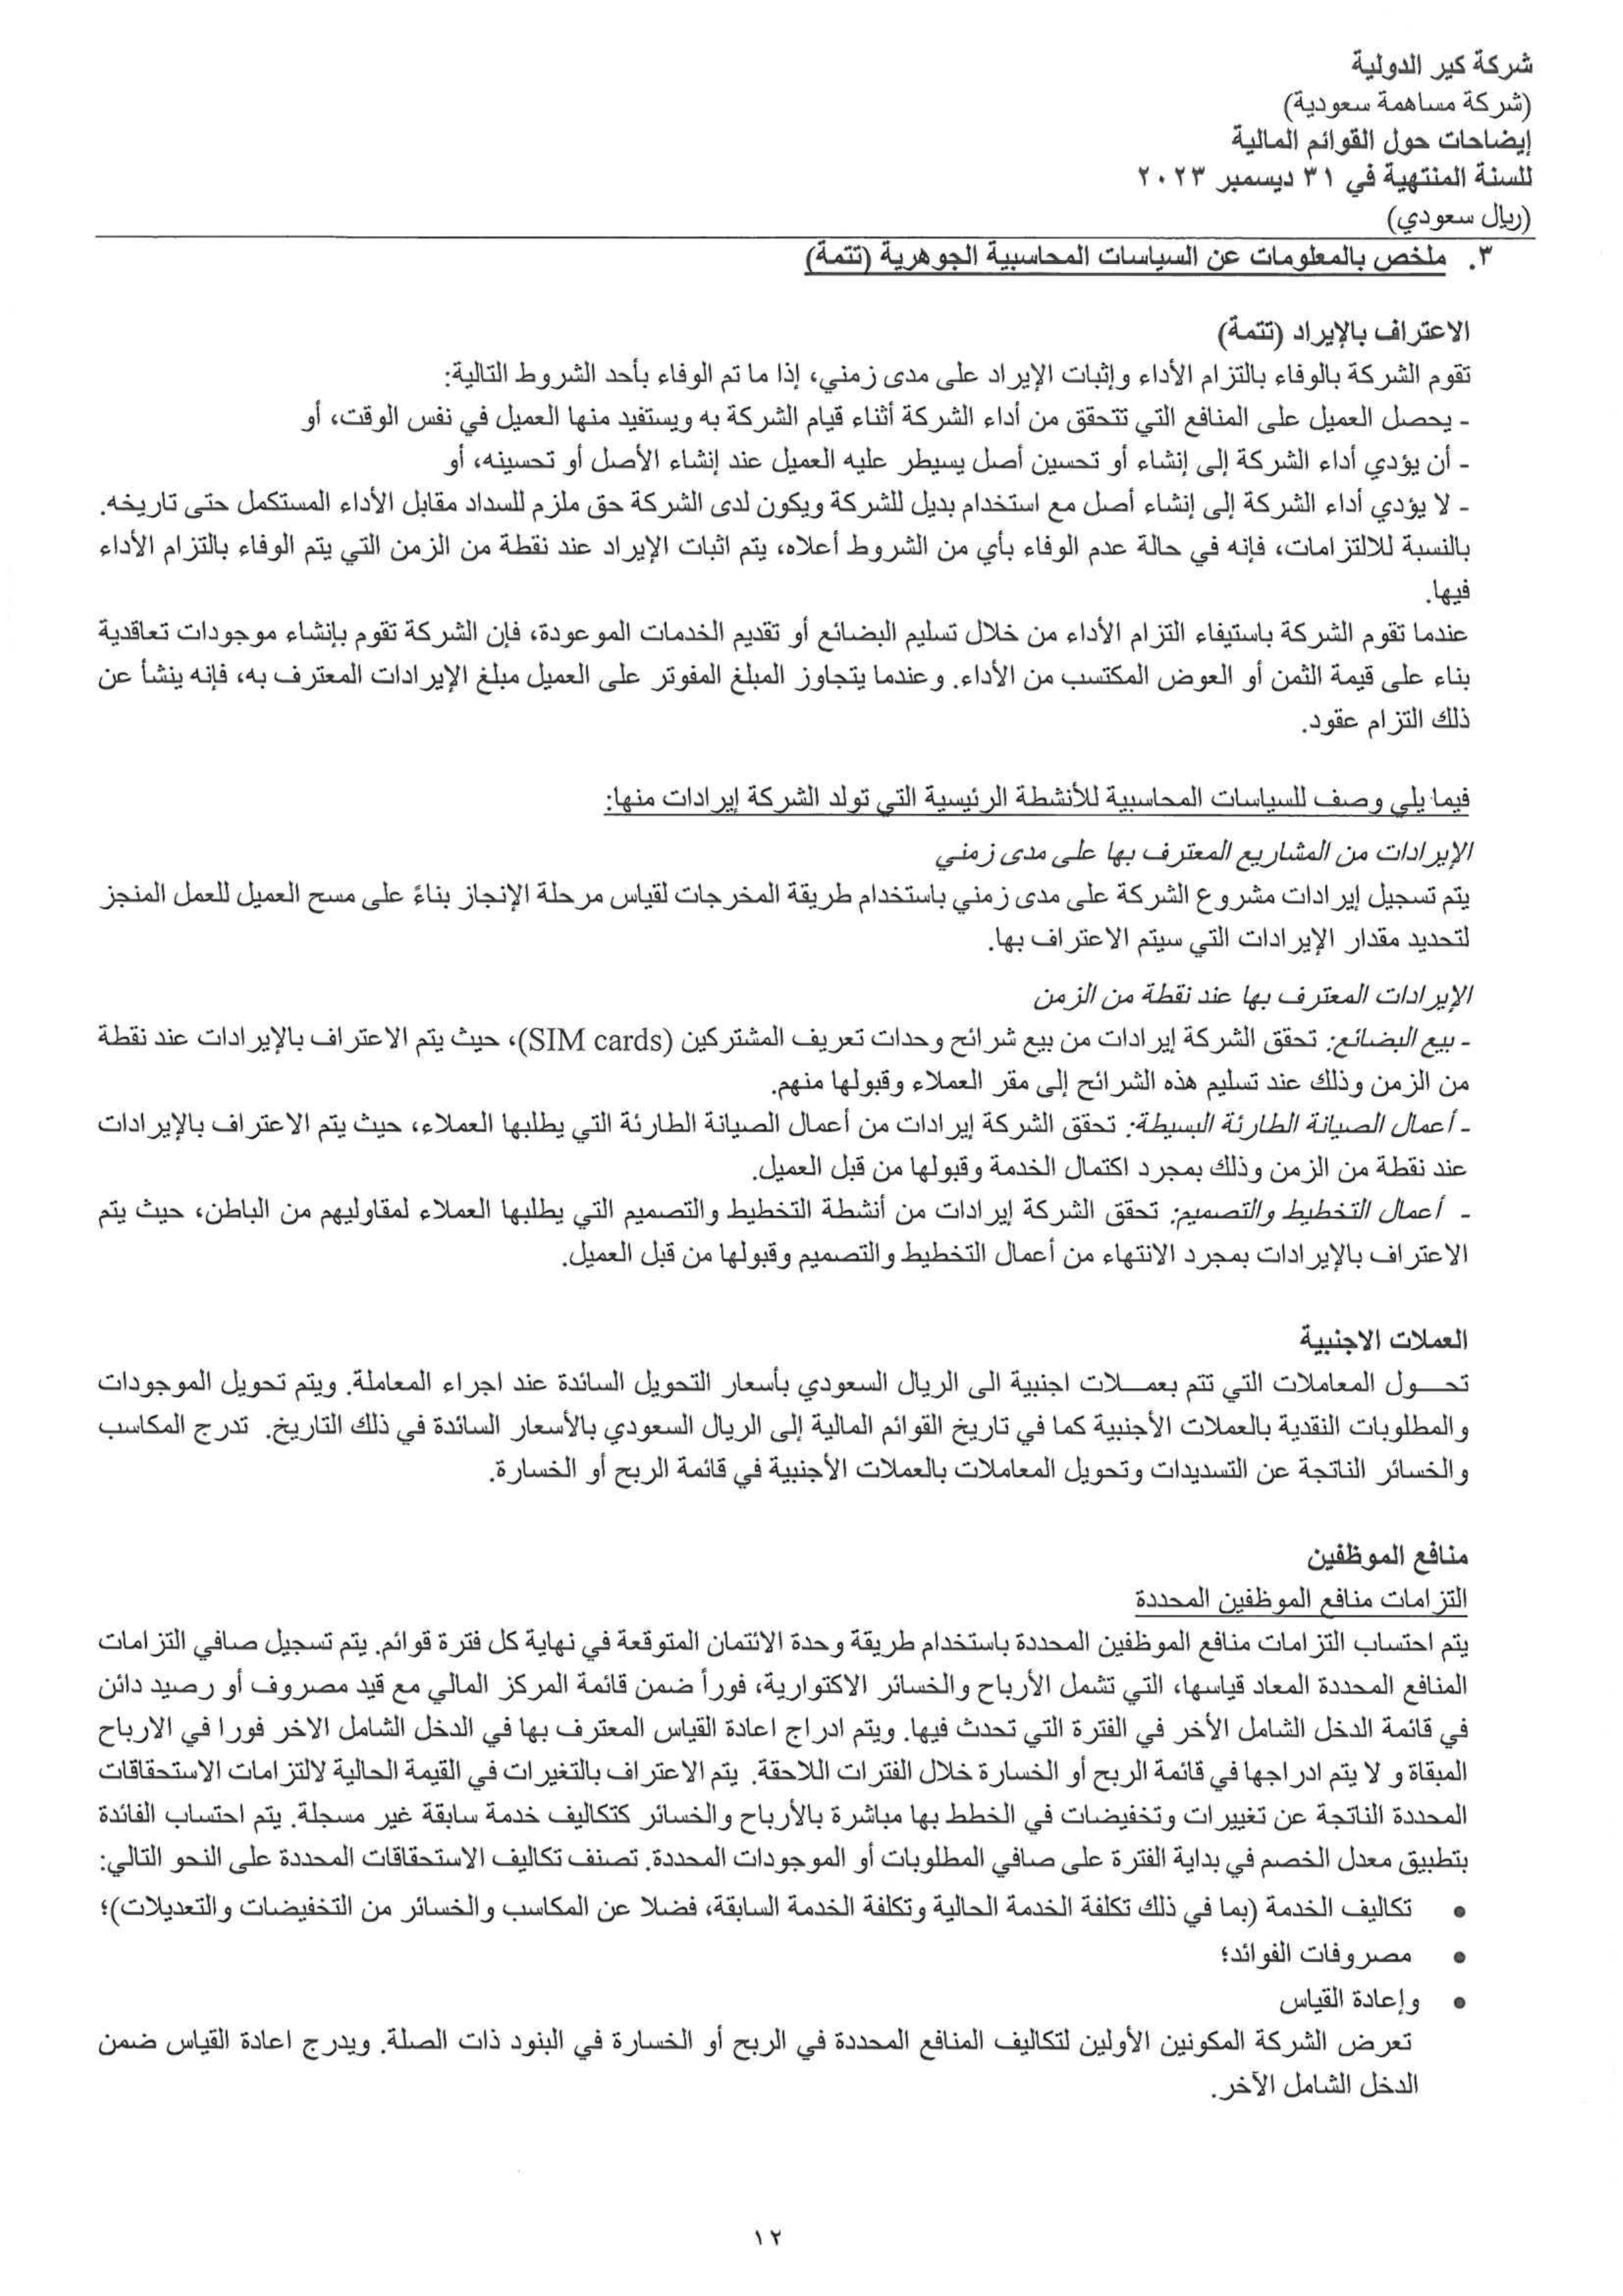 شركة كير الدولية
(شركة مساهمة سعودية)
إيضاحات حول القوائم المالية
للسنة المنتهية في ٣١ ديسمبر ٢٠٢٣
(ريال سعودي)
٣. ملخص بالمعلومات عن السياسات المحاسبية الجوهرية (تتمة)
الاعتراف بالإيراد (تتمة)
تقوم الشركة بالوفاء بالتزام الأداء وإثبات الإيراد على مدى زمني، إذا ما تم الوفاء بأحد الشروط التالية:
- يحصل العميل على المنافع التي تتحقق من أداء الشركة أثناء قيام الشركة به ويستفيد منها العميل في نفس الوقت، أو
- أن يؤدي أداء الشركة إلى إنشاء أو تحسين أصل يسيطر عليه العميل عند إنشاء الأصل أو تحسينه، أو
- لا يؤدي أداء الشركة إلى إنشاء أصل مع استخدام بديل للشركة ويكون لدى الشركة حق ملزم للسداد مقابل الأداء المستكمل حتى تاريخه.
بالنسبة للالتزامات، فإنه في حالة عدم الوفاء بأي من الشروط أعلاه، يتم اثبات الإيراد عند نقطة من الزمن التي يتم الوفاء بالتزام الأداء
فيها.
عندما تقوم الشركة باستيفاء التزام الأداء من خلال تسليم البضائع أو تقديم الخدمات الموعودة، فإن الشركة تقوم بإنشاء موجودات تعاقدية
بناء على قيمة الثمن أو العوض المكتسب من الأداء. وعندما يتجاوز المبلغ المفوتر على العميل مبلغ الإيرادات المعترف به، فإنه ينشأ عن
ذلك التزام عقود.
فيما يلي وصف للسياسات المحاسبية للأنشطة الرئيسية التي تولد الشركة إيرادات منها:
الإيرادات من المشاريع المعترف بها على مدى زمني
يتم تسجيل إيرادات مشروع الشركة على مدى زمني باستخدام طريقة المخرجات لقياس مرحلة الإنجاز بناءً على مسح العميل للعمل المنجز
لتحديد مقدار الإيرادات التي سيتم الاعتراف بها.
الإيرادات المعترف بها عند نقطة من الزمن
- بيع البضائع: تحقق الشركة إيرادات من بيع شرائح وحدات تعريف المشتركين (SIM cards)، حيث يتم الاعتراف بالإيرادات عند نقطة
من الزمن وذلك عند تسليم هذه الشرائح إلى مقر العملاء وقبولها منهم.
- أعمال الصيانة الطارئة البسيطة: تحقق الشركة إيرادات من أعمال الصيانة الطارئة التي يطلبها العملاء، حيث يتم الاعتراف بالإيرادات
عند نقطة من الزمن وذلك بمجرد اكتمال الخدمة وقبولها من قبل العميل.
- أعمال التخطيط والتصميم: تحقق الشركة إيرادات من أنشطة التخطيط والتصميم التي يطلبها العملاء لمقاوليهم من الباطن، حيث يتم
الاعتراف بالإيرادات بمجرد الانتهاء من أعمال التخطيط والتصميم وقبولها من قبل العميل.
العملات الاجنبية
تحـــول المعاملات التي تتم بعمـــلات اجنبية الى الريال السعودي بأسعار التحويل السائدة عند اجراء المعاملة. ويتم تحويل الموجودات
والمطلوبات النقدية بالعملات الأجنبية كما في تاريخ القوائم المالية إلى الريال السعودي بالأسعار السائدة في ذلك التاريخ. تدرج المكاسب
والخسائر الناتجة عن التسديدات وتحويل المعاملات بالعملات الأجنبية في قائمة الربح أو الخسارة.
منافع الموظفين
التزامات منافع الموظفين المحددة
يتم احتساب التزامات منافع الموظفين المحددة باستخدام طريقة وحدة الائتمان المتوقعة في نهاية كل فترة قوائم. يتم تسجيل صافي التزامات
المنافع المحددة المعاد قياسها، التي تشمل الأرباح والخسائر الاكتوارية، فوراً ضمن قائمة المركز المالي مع قيد مصروف أو رصيد دائن
في قائمة الدخل الشامل الأخر في الفترة التي تحدث فيها. ويتم ادراج اعادة القياس المعترف بها في الدخل الشامل الاخر فورا في الارباح
المبقاة و لا يتم ادراجها في قائمة الربح أو الخسارة خلال الفترات اللاحقة. يتم الاعتراف بالتغيرات في القيمة الحالية لالتزامات الاستحقاقات
المحددة الناتجة عن تغييرات وتخفيضات في الخطط بها مباشرة بالأرباح والخسائر كتكاليف خدمة سابقة غير مسجلة. يتم احتساب الفائدة
بتطبيق معدل الخصم في بداية الفترة على صافي المطلوبات أو الموجودات المحددة. تصنف تكاليف الاستحقاقات المحددة على النحو التالي:
• تكاليف الخدمة (بما في ذلك تكلفة الخدمة الحالية وتكلفة الخدمة السابقة، فضلا عن المكاسب والخسائر من التخفيضات والتعديلات)؛
• مصروفات الفوائد؛
• وإعادة القياس
تعرض الشركة المكونين الأولين لتكاليف المنافع المحددة في الربح أو الخسارة في البنود ذات الصلة. ويدرج اعادة القياس ضمن
الدخل الشامل الآخر.
١٢